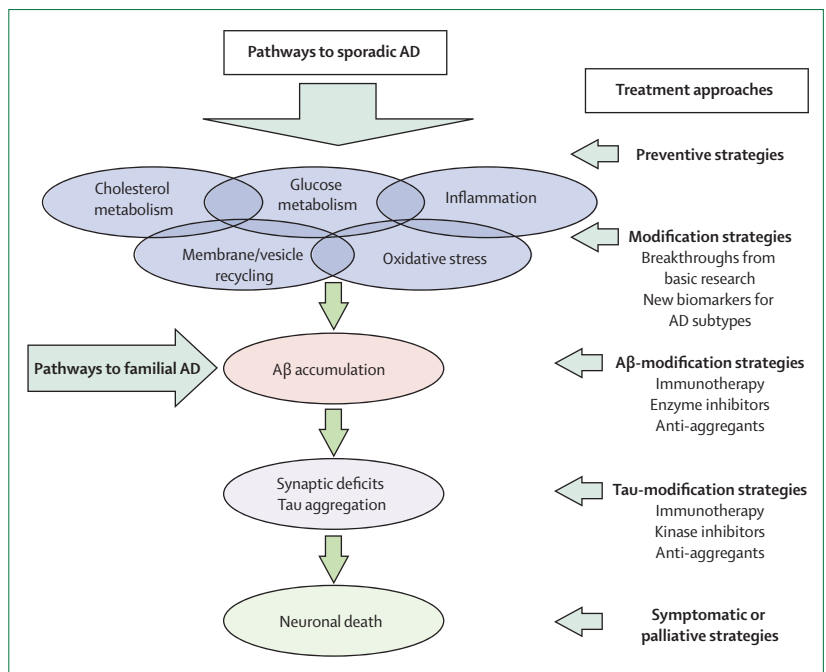 Pathways to sporadic AD
Treatment approaches
Preventive strategies
Cholesterol
metabolism
Glucose
metabolism
Inflammation
Membrane/vesicle
recycling
Oxidative stress
Modification strategies
Breakthroughs from
basic research
New biomarkers for
AD subtypes
Pathways to familial AD
Aβ accumulation
Aβ-modification strategies
Immunotherapy
Enzyme inhibitors
Anti-aggregants
Synaptic deficits
Tau aggregation
Tau-modification strategies
Immunotherapy
Kinase inhibitors
Anti-aggregants
Neuronal death
Symptomatic or
palliative strategies